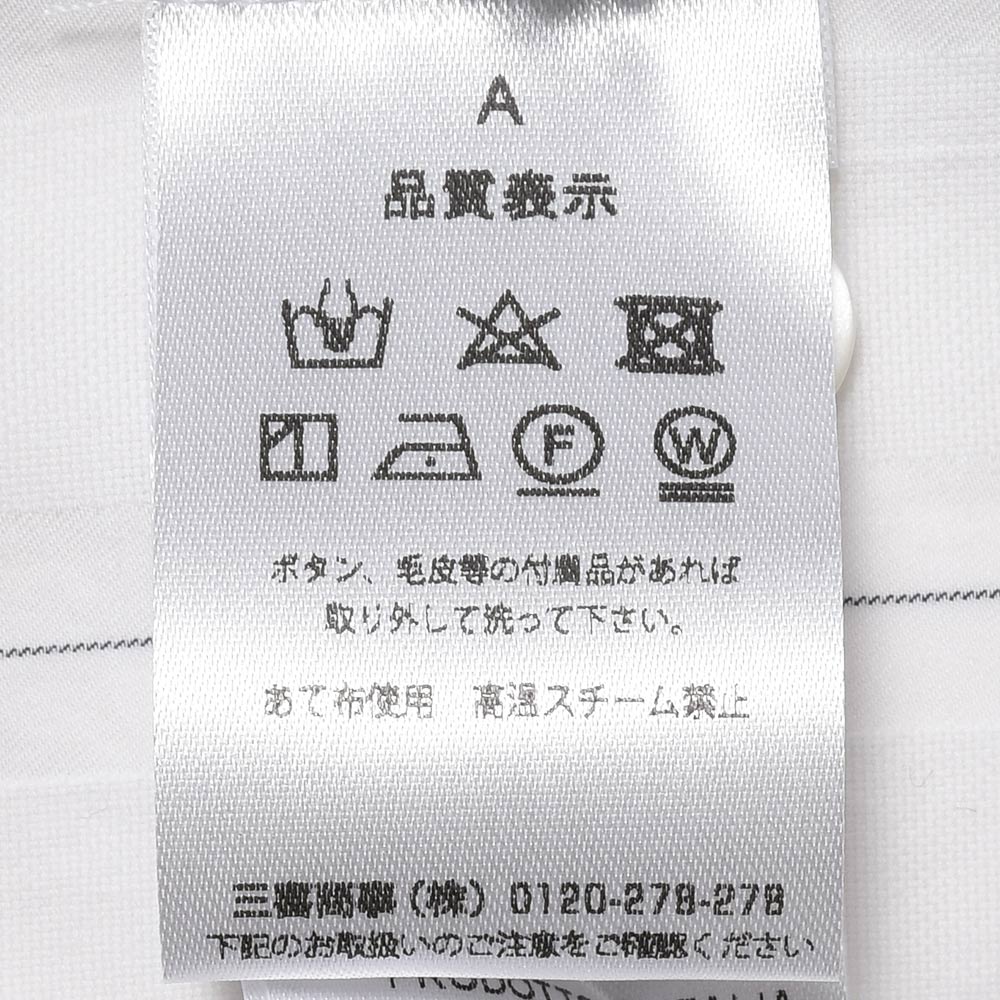 A
品質表示
F W
ボタン、毛皮等の付属品があれば
取り外して洗って下さい。
あて布使用 高温スチーム禁止
三喜商事(株) 0120-278-278
下記のお取扱いのご注意をご確認ください